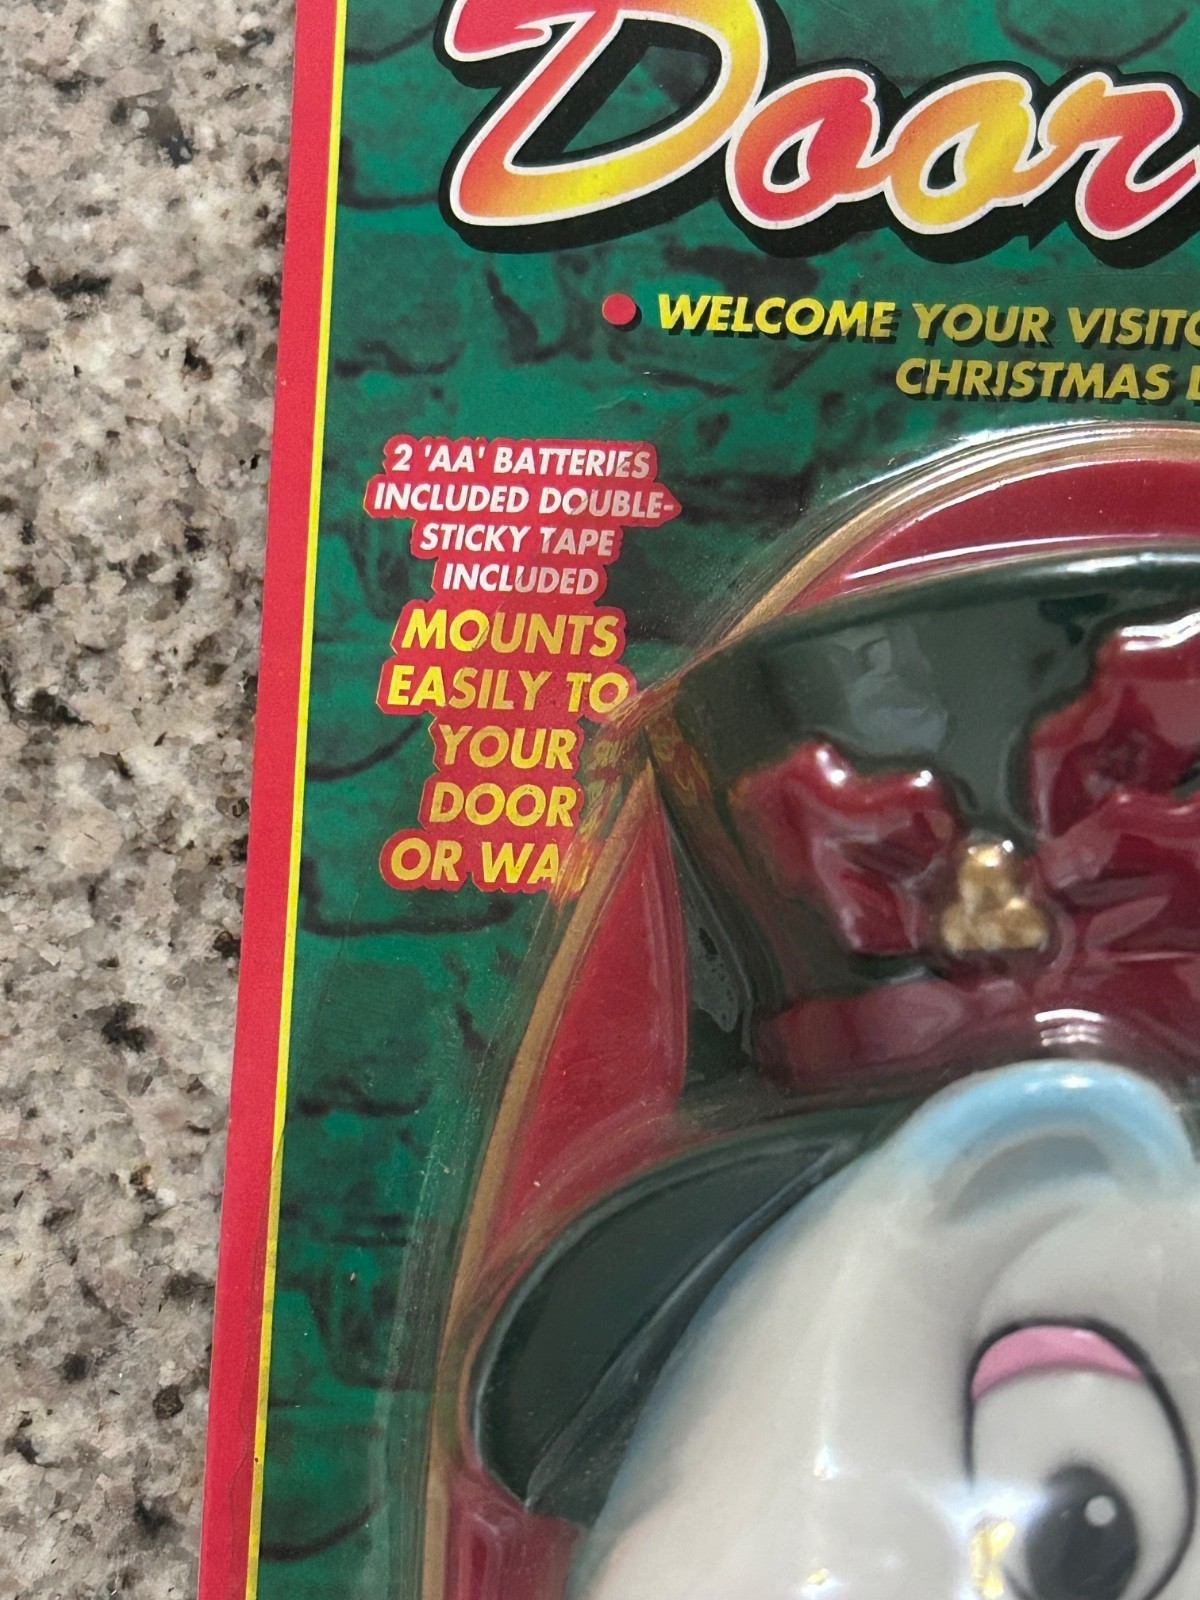 Door
• WELCOME YOUR VISITO
CHRISTMAS
2 'AA' BATTERIES
INCLUDED DOUBLE-
STICKY TAPE
INCLUDED
MOUNTS
EASILY TO
YOUR
DOOR
OR WA